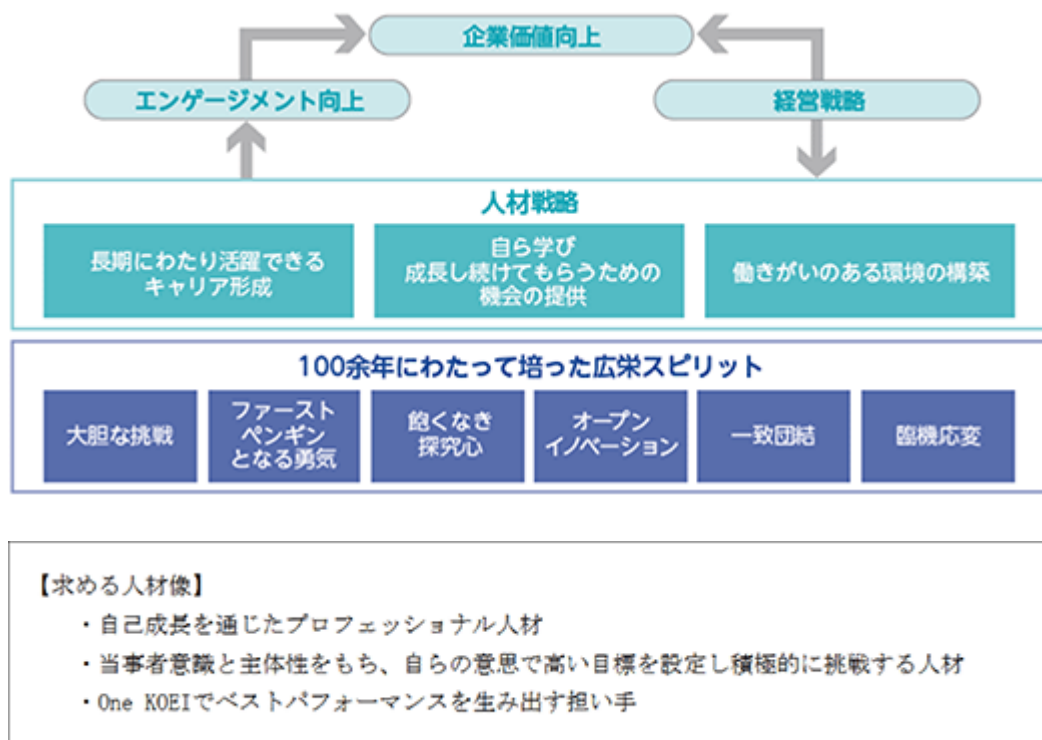 企業価値向上
エンゲージメント向上
経営戦略
人材戦略
長期にわたり活躍できる
キャリア形成
自ら学び
成長し続けてもらうための
機会の提供
働きがいのある環境の構築
100余年にわたって培った広栄スピリット
大胆な挑戦
ファースト
ペンギン
となる勇気
飽くなき
探究心
オープン
イノベーション
一致団結
臨機応変
【求める人材像】
・自己成長を通じたプロフェッショナル人材
・当事者意識と主体性をもち、自らの意思で高い目標を設定し積極的に挑戦する人材
・One KOEIでベストパフォーマンスを生み出す担い手